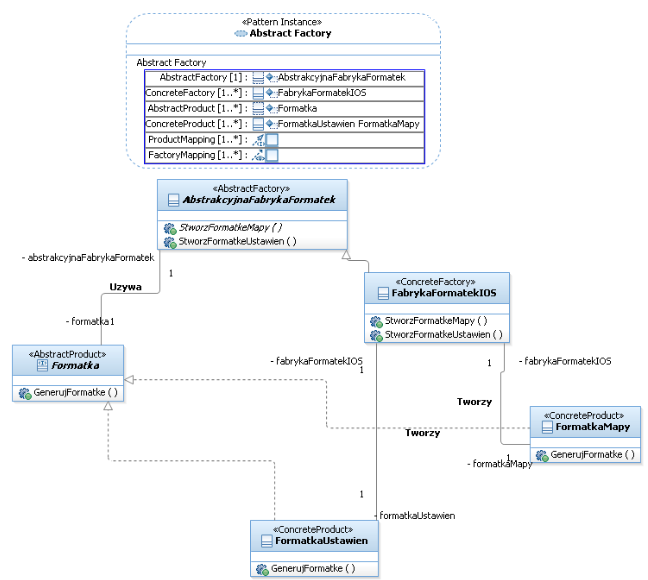 «Pattern Instance»
Abstract Factory
Abstract Factory
AbstractFactory [1] : AbstrakcyjnaFabrykaFormatek
ConcreteFactory [1..*] : FabrykaFormatekIOS
AbstractProduct [1..*] : Formatka
ConcreteProduct [1..*] : FormatkaUstawien FormatkaMapy
ProductMapping [1..*] :
FactoryMapping [1..*] :
«AbstractFactory»
AbstrakcyjnaFabrykaFormatek
StworzFormatkeMapy ( )
StworzFormatkeUstawien ( )
- abstrakcyjnaFabrykaFormatek
1
Uzywa
- formatka1
«ConcreteFactory»
FabrykaFormatekIOS
StworzFormatkeMapy ( )
StworzFormatkeUstawien ( )
«AbstractProduct»
Formatka
GenerujFormatke ( )
- fabrykaFormatekIOS
1
1
- fabrykaFormatekIOS
Tworzy
Tworzy
«ConcreteProduct»
FormatkaMapy
GenerujFormatke ( )
1
- formatkaMapy
1
- formatkaUstawien
«ConcreteProduct»
FormatkaUstawien
GenerujFormatke ( )